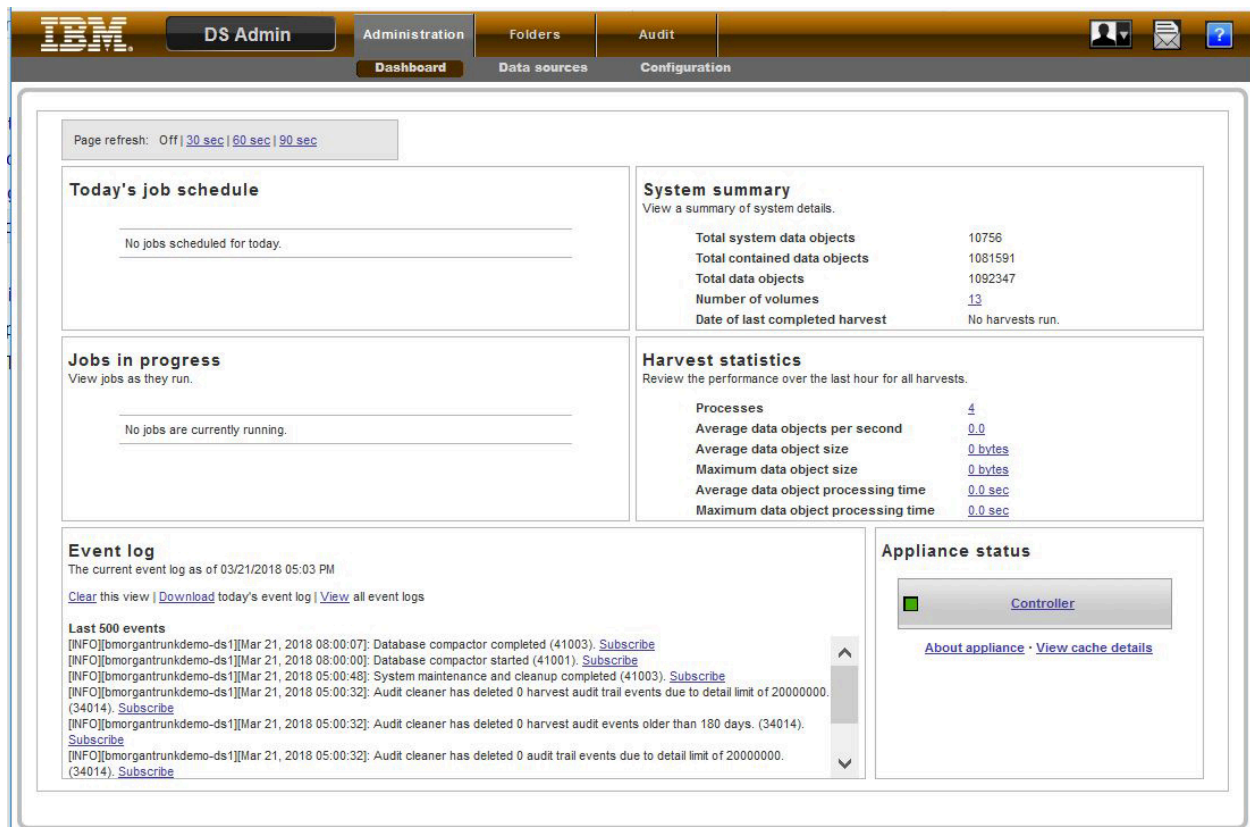 IBM.
DS Admin
Administration
Folders
Audit
?
Dashboard
Data sources
Configuration
Page refresh: Off | 30 sec | 60 sec | 90 sec
Today's job schedule
No jobs scheduled for today.
System summary
View a summary of system details.
Total system data objects 10756
Total contained data objects 1081591
Total data objects 1092347
Number of volumes 13
Date of last completed harvest No harvests run.
Jobs in progress
View jobs as they run.
No jobs are currently running.
Harvest statistics
Review the performance over the last hour for all harvests.
Processes 4
Average data objects per second 0.0
Average data object size 0 bytes
Maximum data object size 0 bytes
Average data object processing time 0.0 sec
Maximum data object processing time 0.0 sec
Event log
The current event log as of 03/21/2018 05:03 PM
Clear this view | Download today's event log | View all event logs
Last 500 events
[INFO][bmorgantrunkdemo-ds1][Mar 21, 2018 08:00:07]: Database compactor completed (41003). Subscribe
[INFO][bmorgantrunkdemo-ds1][Mar 21, 2018 08:00:00]: Database compactor started (41001). Subscribe
[INFO][bmorgantrunkdemo-ds1][Mar 21, 2018 05:00:48]: System maintenance and cleanup completed (41003). Subscribe
[INFO][bmorgantrunkdemo-ds1][Mar 21, 2018 05:00:32]: Audit cleaner has deleted 0 harvest audit trail events due to detail limit of 20000000.
(34014). Subscribe
[INFO][bmorgantrunkdemo-ds1][Mar 21, 2018 05:00:32]: Audit cleaner has deleted 0 harvest audit events older than 180 days. (34014).
Subscribe
[INFO][bmorgantrunkdemo-ds1][Mar 21, 2018 05:00:32]: Audit cleaner has deleted 0 audit trail events due to detail limit of 20000000.
(34014). Subscribe
Appliance status
Controller
About appliance · View cache details